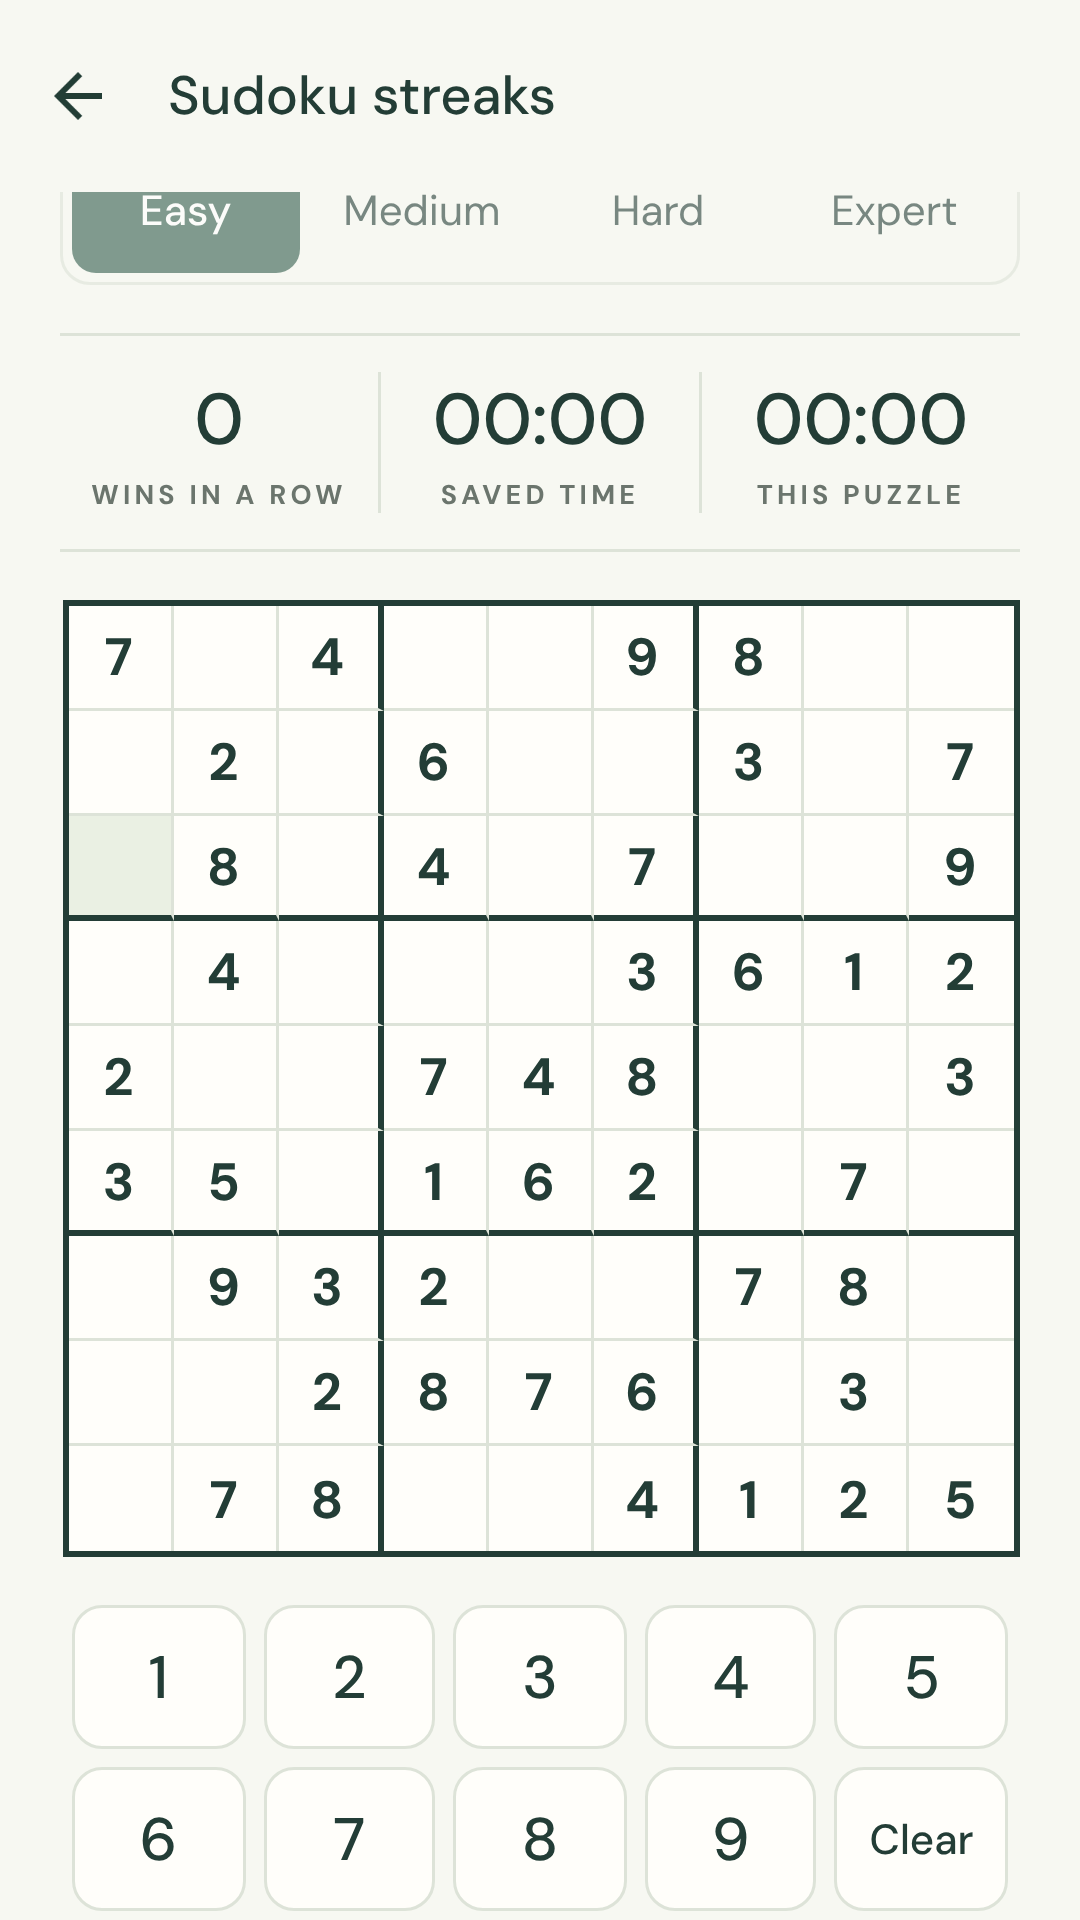 Sudoku streaks
Easy Medium Hard Expert
0 00:00 00:00
WINS IN A ROW SAVED TIME THIS PUZZLE
7 4 9 8
2 6 3 7
8 4 7 9
4 3 6 1 2
2 7 4 8 3
3 5 1 6 2 7
9 3 2 7 8
2 8 7 6 3
7 8 4 1 2 5
1 2 3 4 5
6 7 8 9 Clear